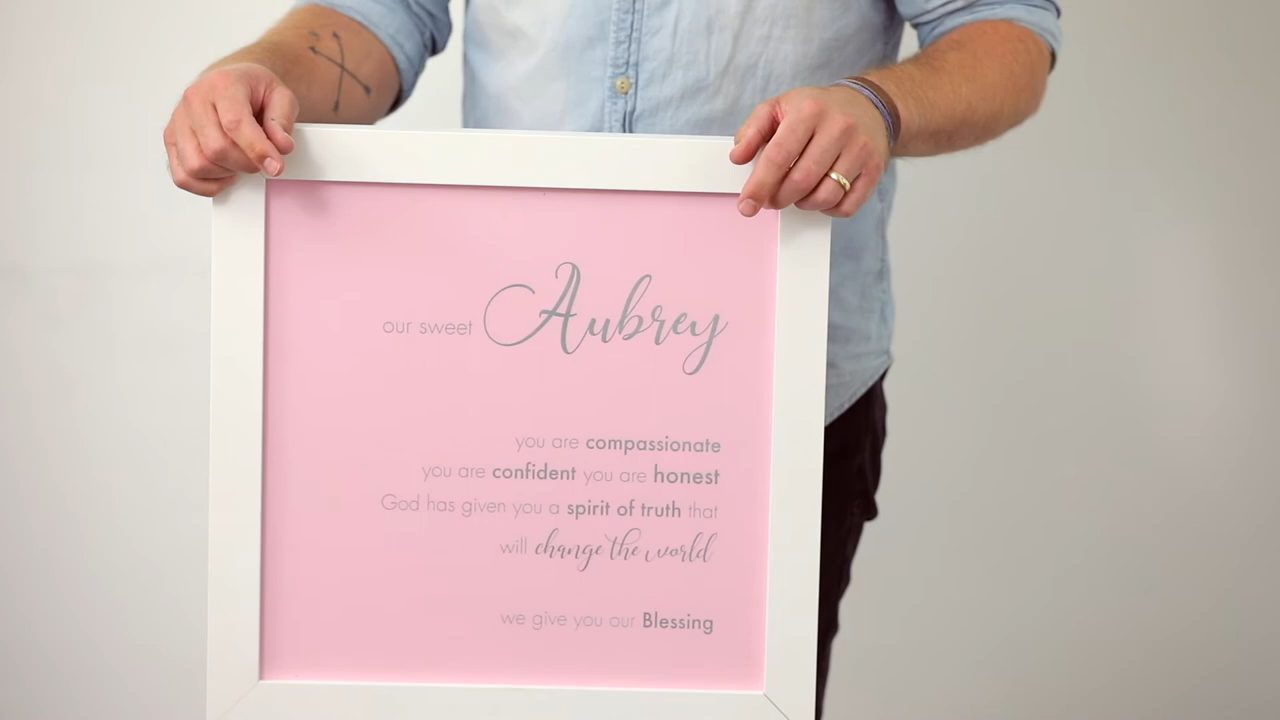 our sweet Aubrey
you are compassionate
you are confident you are honest
God has given you a spirit of truth that
will change the world
we give you our Blessing